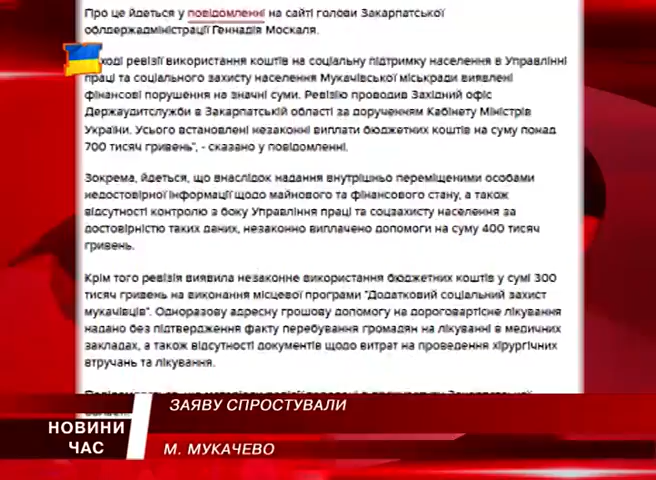 Про це йдеться у повідомленні на сайті голови Закарпатської
облдержадміністрації Геннадія Москаля.
ході ревізії використання коштів на соціальну підтримку населення в Управлінні
праці та соціального захисту населення Мукачівської міськради виявлені
фінансові порушення на значні суми. Ревізію проводив Західний офіс
Держаудитслужби в Закарпатській області за дорученням Кабінету Міністрів
України. Усього встановлені незаконні виплати бюджетних коштів на суму понад
700 тисяч гривень", - сказано у повідомленні.
Зокрема, йдеться, що внаслідок надання внутрішньо переміщеними особами
недостовірної інформації щодо майнового та фінансового стану, а також
відсутності контролю з боку Управління праці та соцзахисту населення за
достовірністю таких даних, незаконно виплачено допомоги на суму 400 тисяч
гривень.
Крім того ревізія виявила незаконне використання бюджетних коштів у сумі 300
тисяч гривень на виконання місцевої програми "Додатковий соціальний захист
мукачівців". Одноразову адресну грошову допомогу на дороговартісне лікування
надано без підтвердження факту перебування громадян на лікуванні в медичних
закладах, а також відсутності документів щодо витрат на проведення хірургічних
втручань та лікування.
ЗАЯВУ СПРОСТУВАЛИ
НОВИНИ
ЧАС
М. МУКАЧЕВО